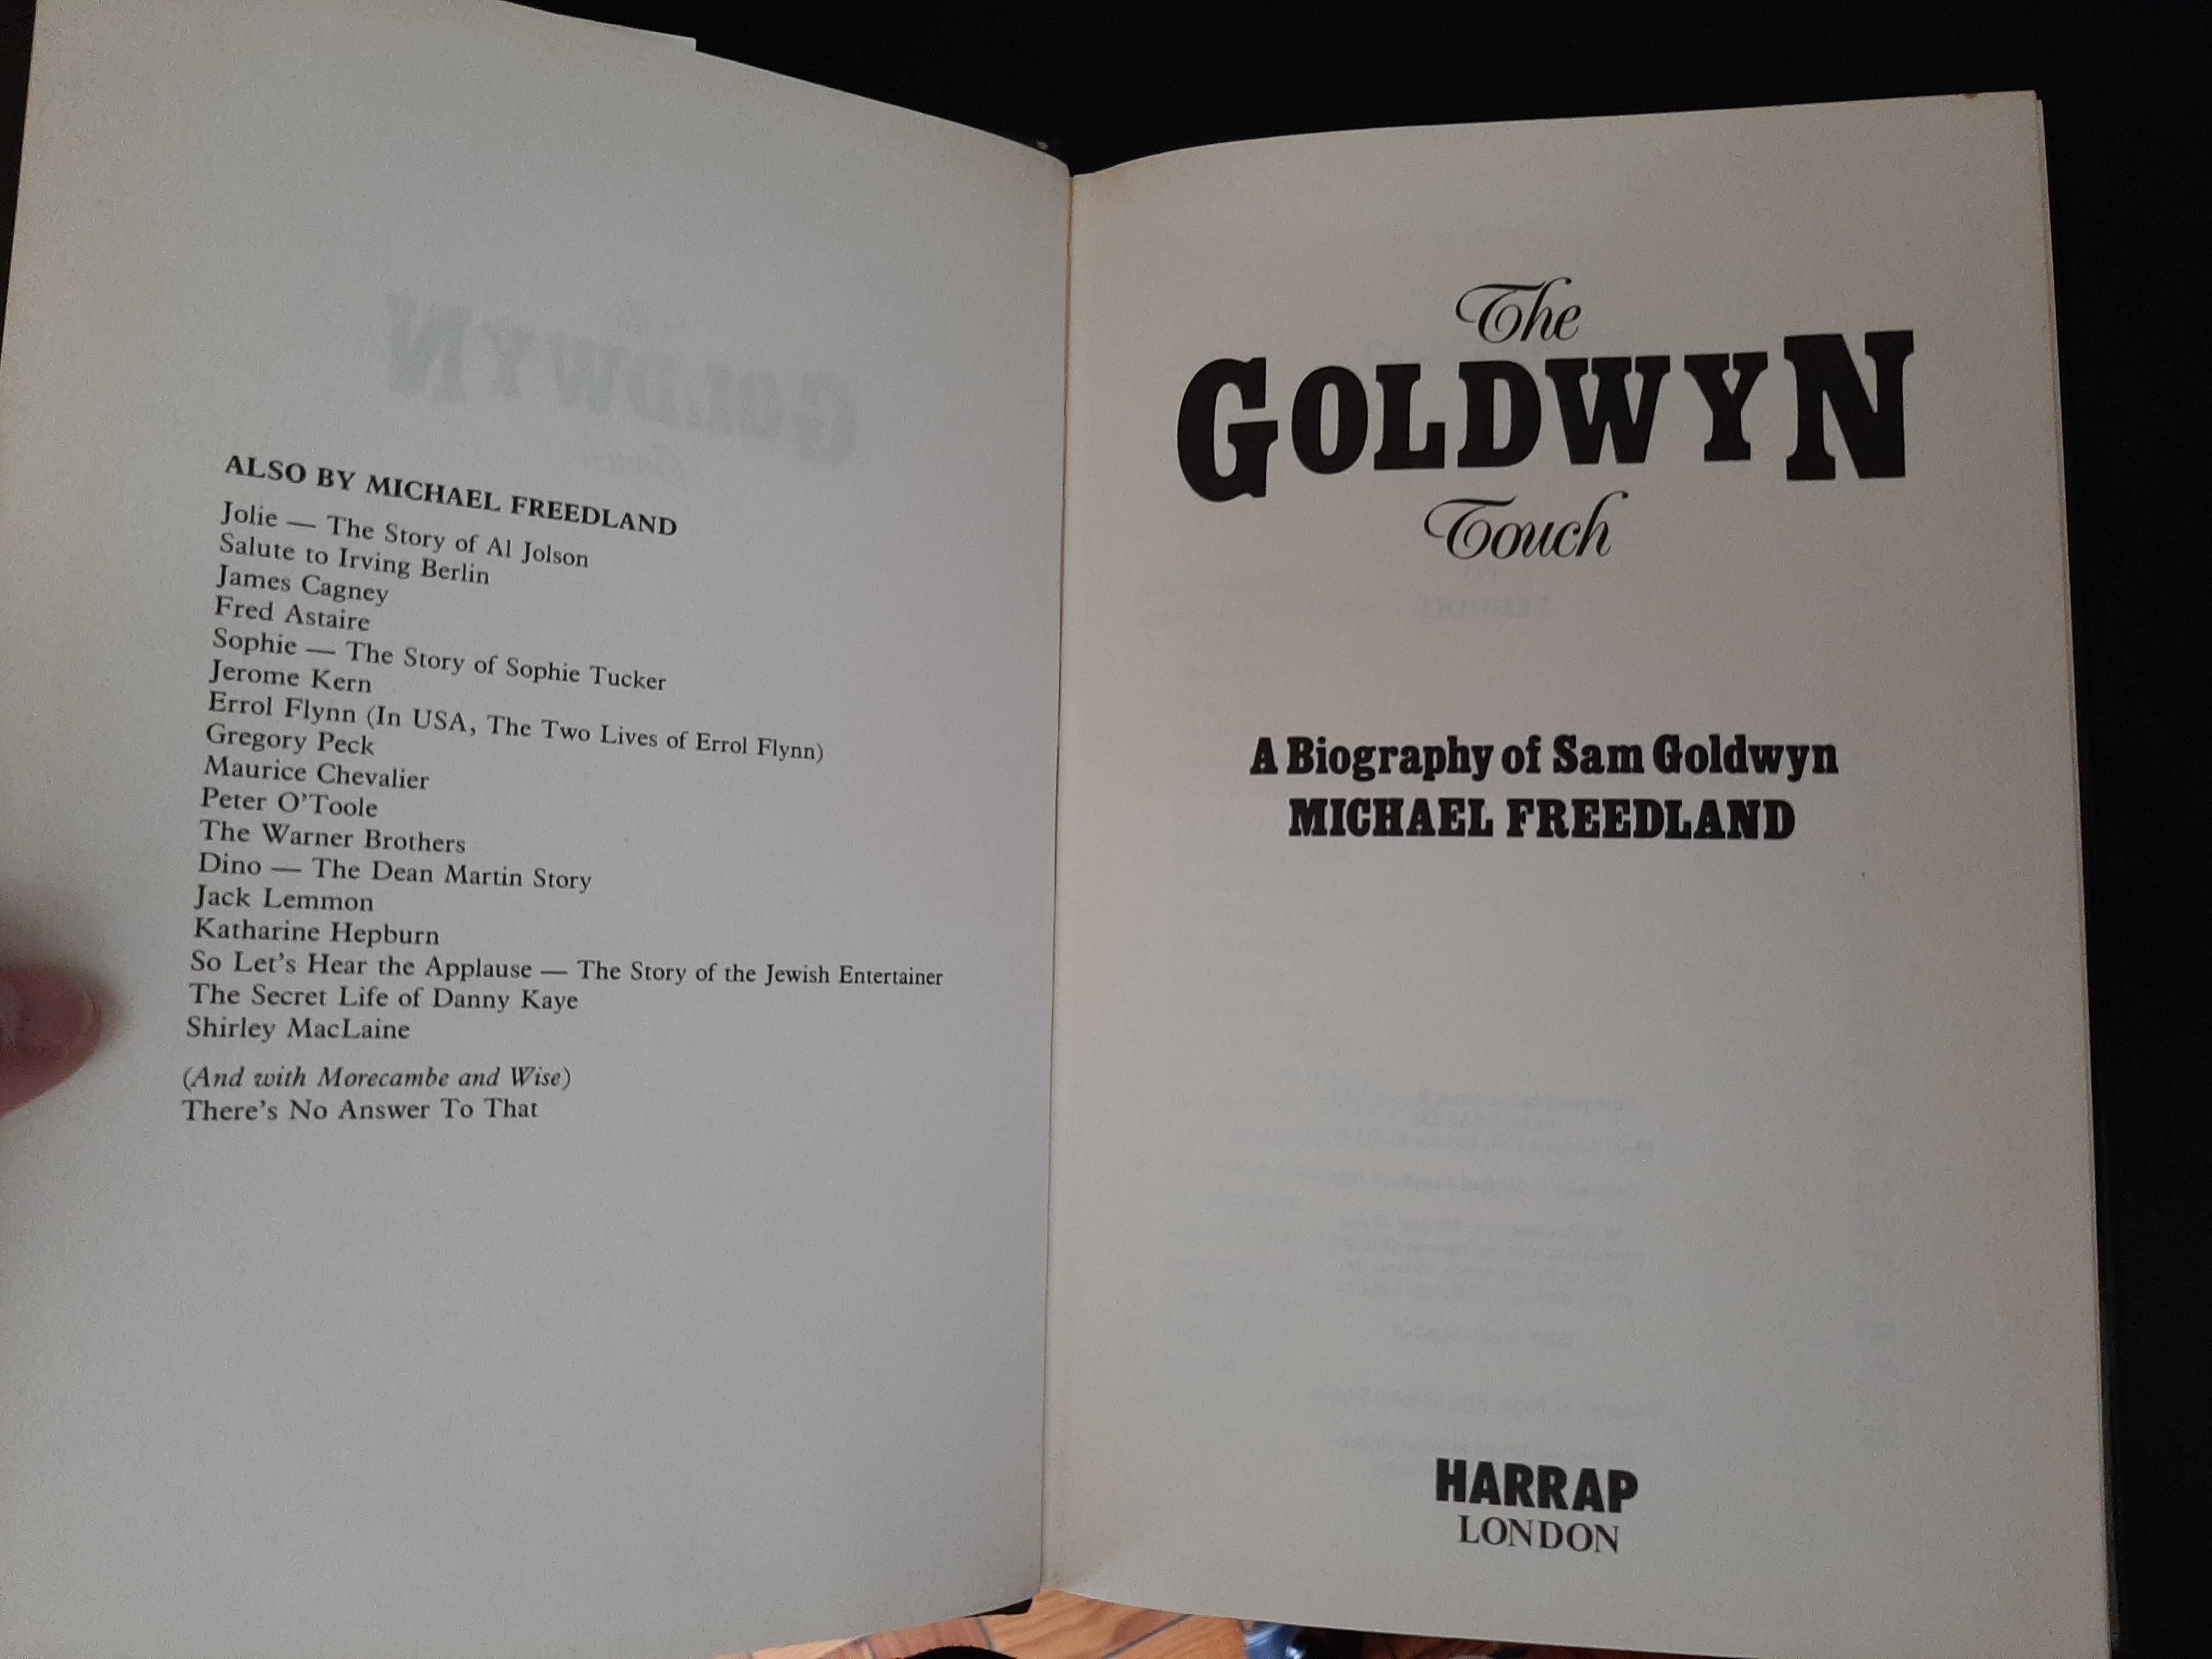 ALSO BY MICHAEL FREEDLAND
Jolie — The Story of Al Jolson
Salute to Irving Berlin
James Cagney
Fred Astaire
Sophie — The Story of Sophie Tucker
Jerome Kern
Errol Flynn (In USA, The Two Lives of Errol Flynn)
Gregory Peck
Maurice Chevalier
Peter O'Toole
The Warner Brothers
Dino — The Dean Martin Story
Jack Lemmon
Katharine Hepburn
So Let's Hear the Applause — The Story of the Jewish Entertainer
The Secret Life of Danny Kaye
Shirley MacLaine
(And with Morecambe and Wise)
There's No Answer To That
The
GOLDWYN
Touch
A Biography of Sam Goldwyn
MICHAEL FREEDLAND
HARRAP
LONDON